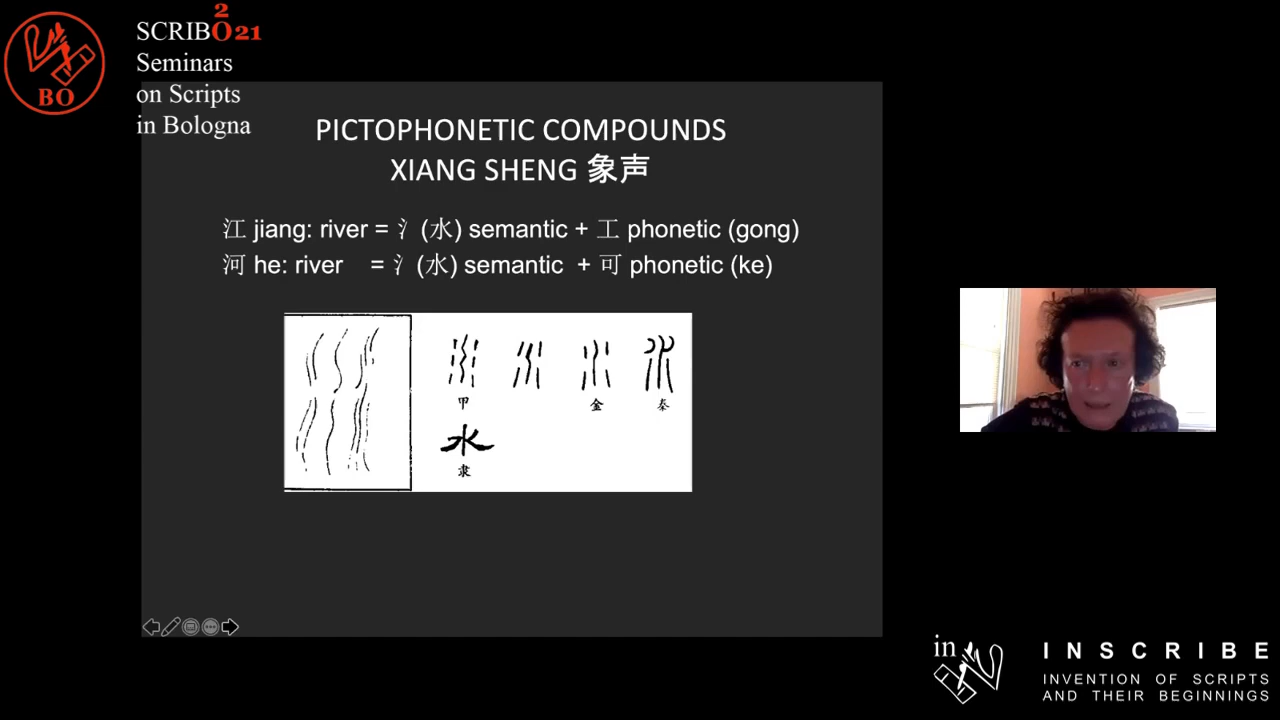 SCRIBO21
2
Seminars
on Scripts
in Bologna
BO
PICTOPHONETIC COMPOUNDS
XIANG SHENG 象声
江 jiang: river = 氵(水) semantic + 工 phonetic (gong)
河 he: river = 氵(水) semantic + 可 phonetic (ke)
甲 金 秦
水
隶
in
INSCRIBE
INVENTION OF SCRIPTS
AND THEIR BEGINNINGS